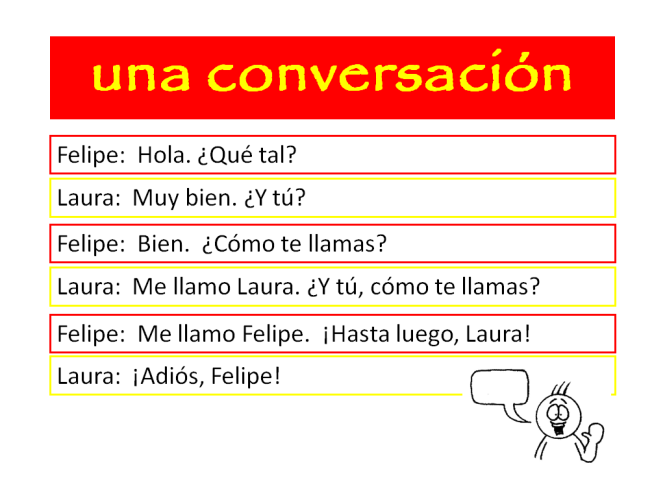 una conversación
Felipe: Hola. ¿Qué tal?
Laura: Muy bien. ¿Y tú?
Felipe: Bien. ¿Cómo te llamas?
Laura: Me llamo Laura. ¿Y tú, cómo te llamas?
Felipe: Me llamo Felipe. ¡Hasta luego, Laura!
Laura: ¡Adiós, Felipe!